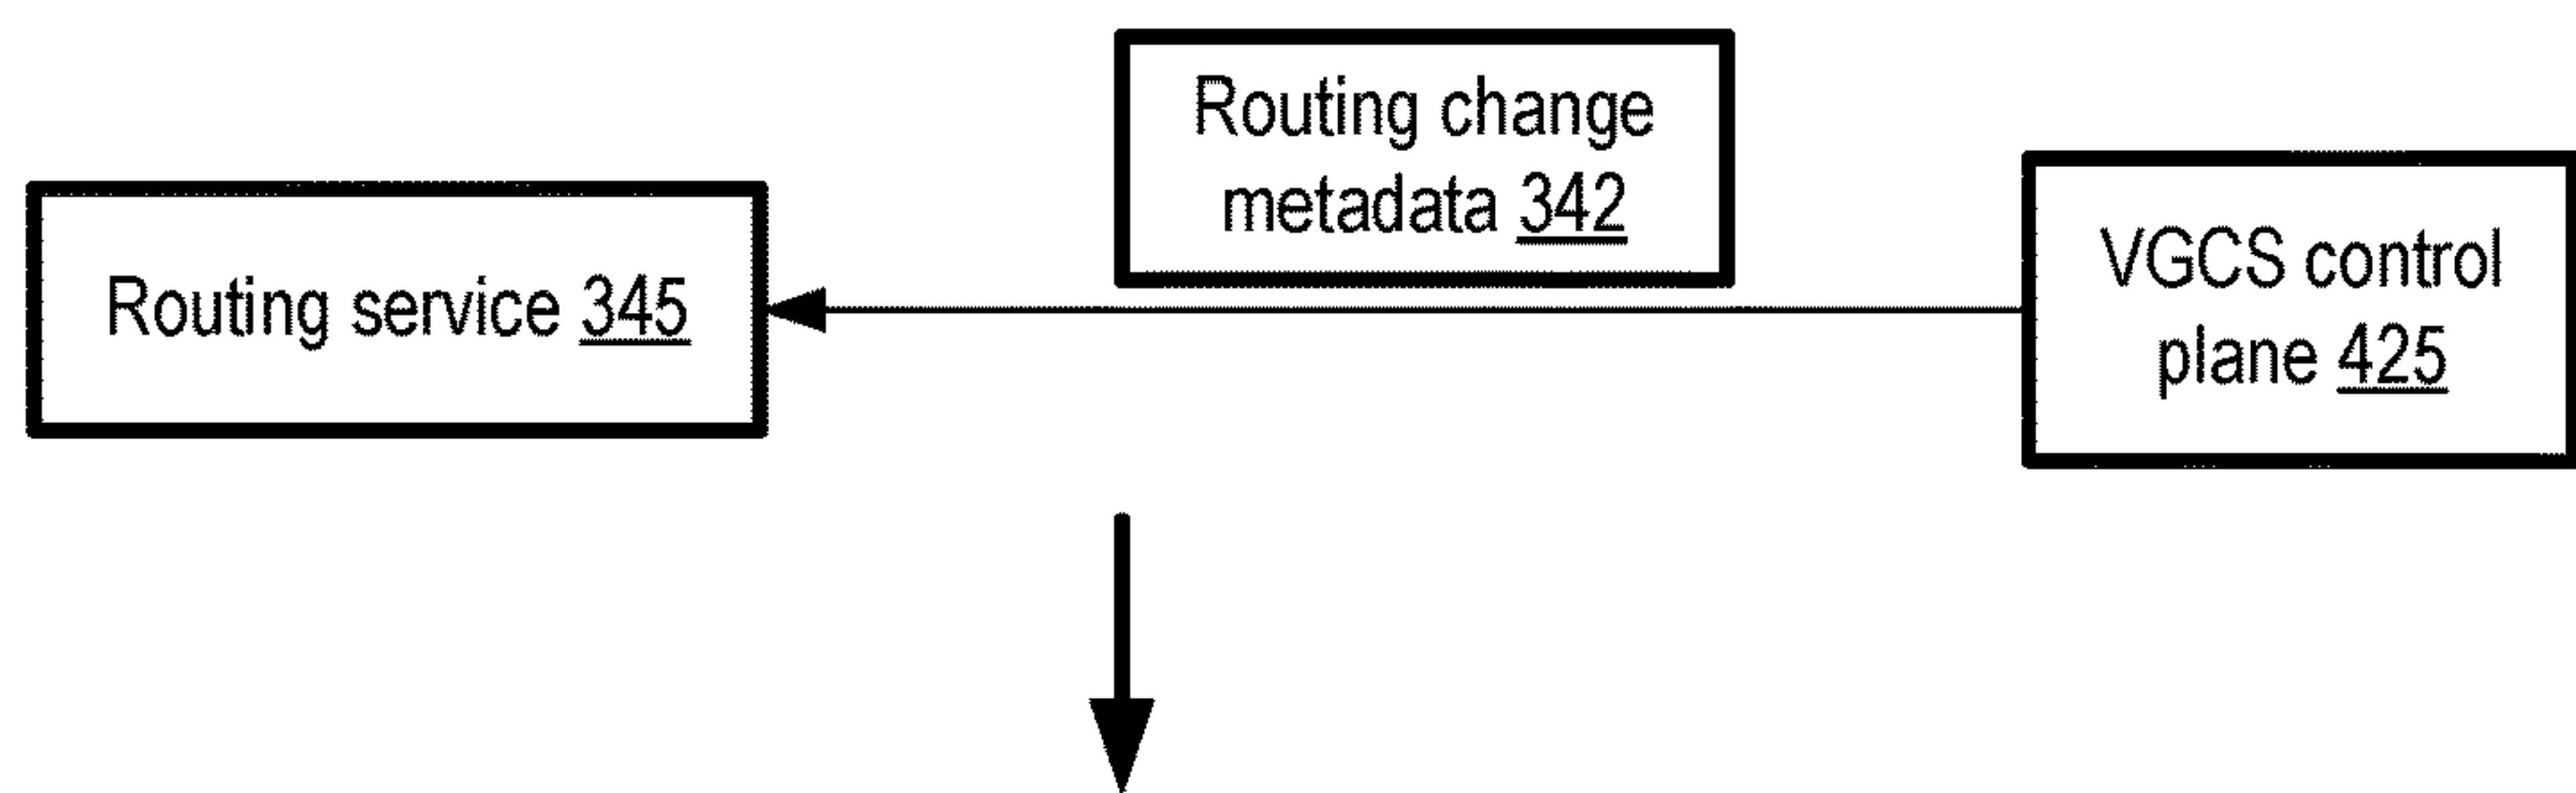 Routing change
metadata 342
Routing service 345
VGCS control
plane 425